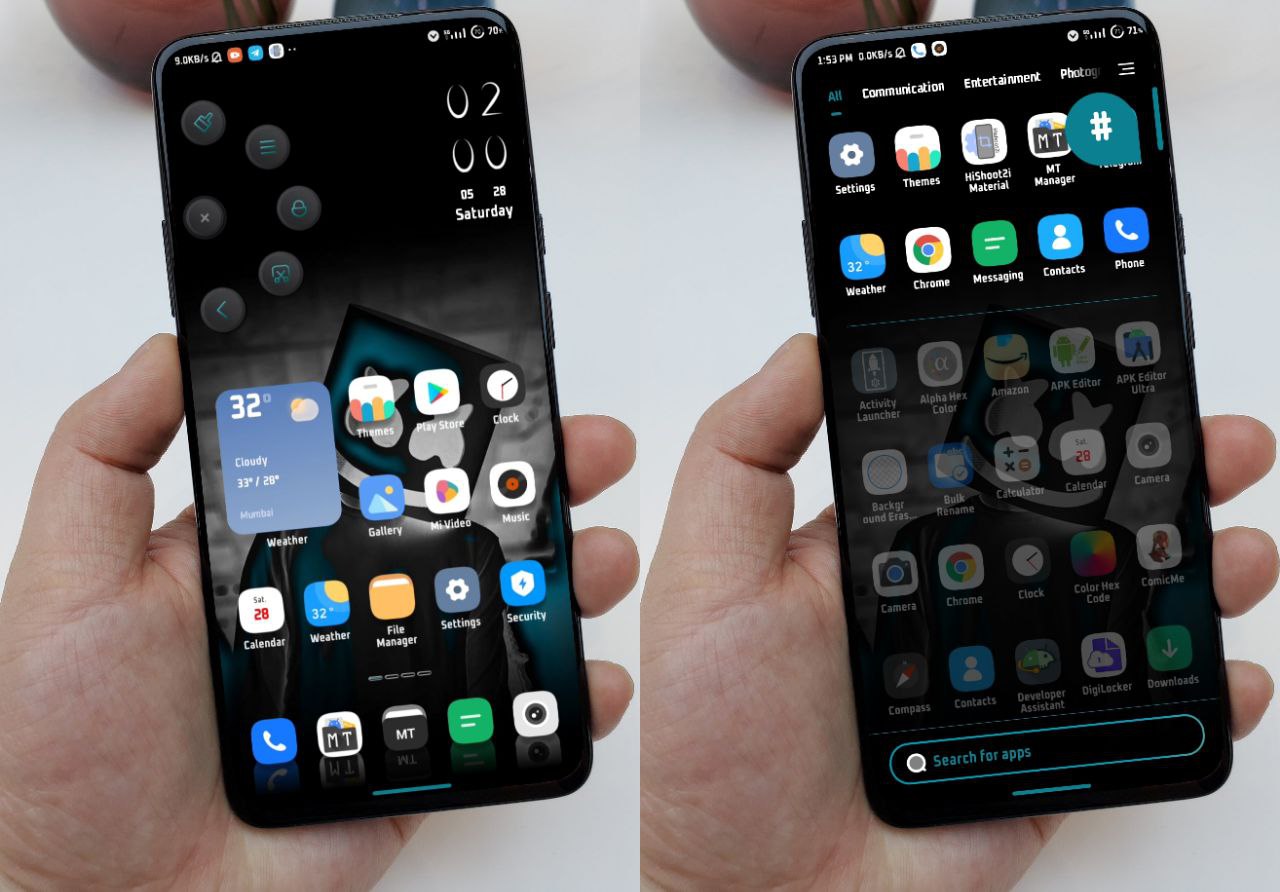 9.0KB/s
5G
70%
02
00
05 28
Saturday
32°
Cloudy
33° / 28°
Mumbai
Weather
Themes
Play Store
Clock
Gallery
Mi Video
Music
Sat.
28
Calendar
32°
Weather
File
Manager
Settings
Security
MT
MT
1:53 PM 0.0KB/s
5G
71%
All Communication Entertainment Photog
#
Settings
Themes
HiShoot2i
Material
MT
MT
Manager
Telegram
32°
Weather
Chrome
Messaging
Contacts
Phone
Activity
Launcher
α
Alpha Hex
Color
Amazon
APK Editor
APK Editor
Ultra
Backgr
ound Eras...
Bulk
Rename
Calculator
Sat.
28
Calendar
Camera
Camera
Chrome
Clock
Color Hex
Code
ComicMe
Compass
Contacts
Developer
Assistant
DigiLocker
Downloads
Search for apps